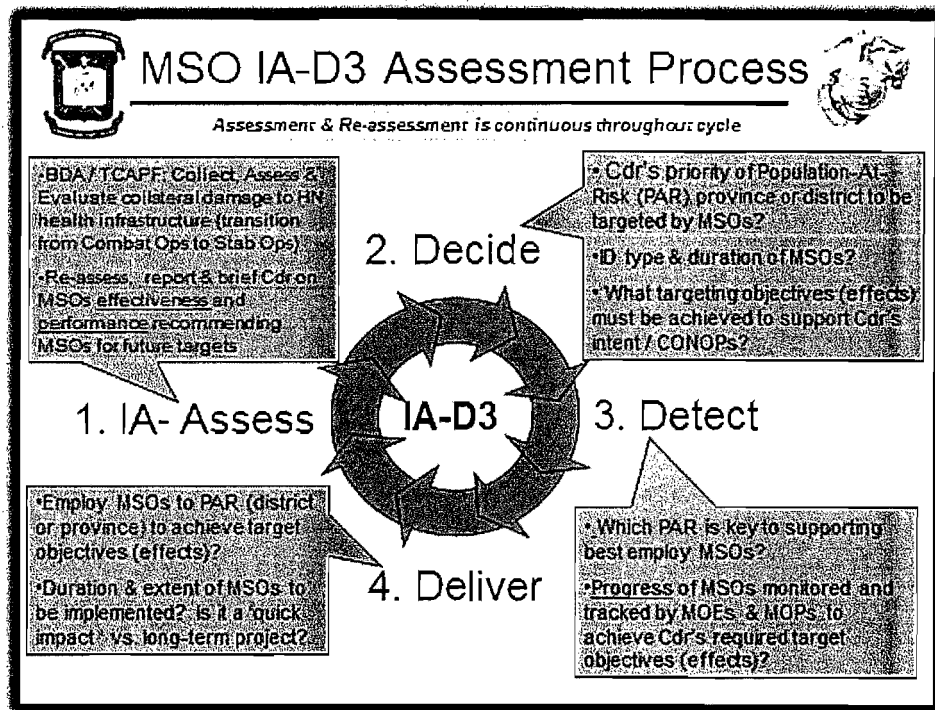 MSO IA-D3 Assessment Process
Assessment & Re-assessment is continuous throughout cycle
•BDA / TCAPF: Collect, Assess &
Evaluate collateral damage to HN
health infrastructure (transition
from Combat Ops to Stab Ops)
•Re-assess, report & brief Cdr on
MSOs effectiveness and
performance recommending
MSOs for future targets
1. IA- Assess
2. Decide
• Cdr's priority of Population-At-
Risk (PAR) province or district to be
targeted by MSOs?
•ID type & duration of MSOs?
•What targeting objectives (effects)
must be achieved to support Cdr's
intent / CONOPs?
IA-D3
3. Detect
•Which PAR is key to supporting
best employ MSOs?
•Progress of MSOs monitored and
tracked by MOEs & MOPs, to
achieve Cdr's required target
objectives (effects)?
4. Deliver
•Employ MSOs to PAR (district
or province) to achieve target
objectives (effects)?
•Duration & extent of MSOs to
be implemented? Is it a "quick
impact" vs. long-term project?